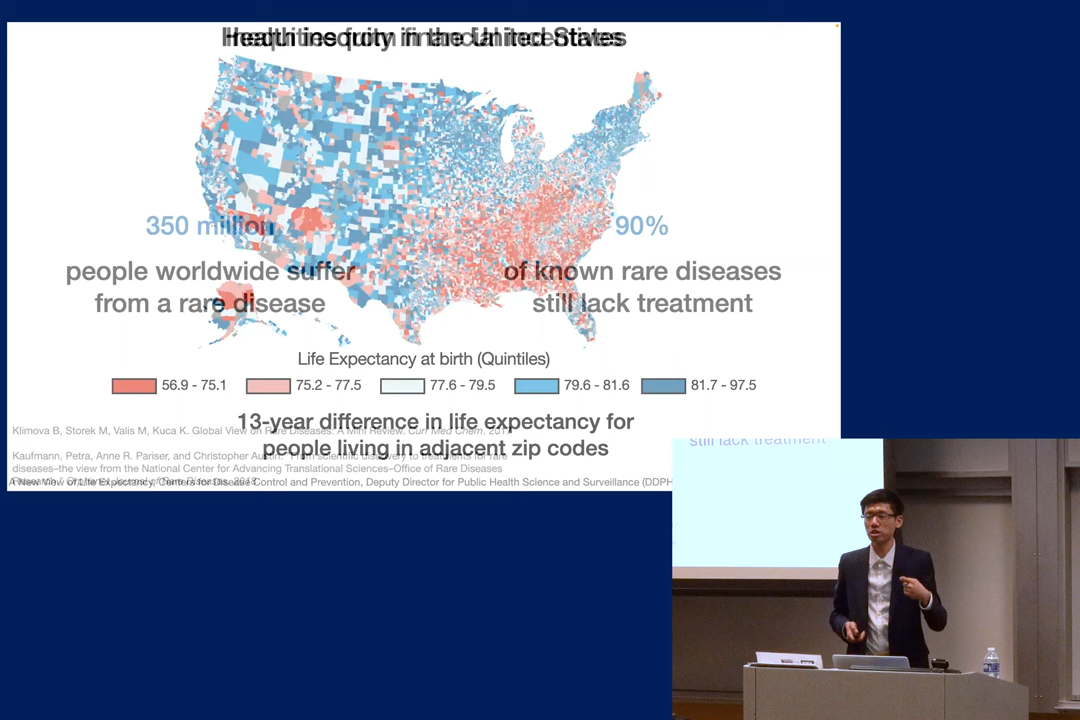 Health inequity in the United States
350 million
people worldwide suffer
from a rare disease
90%
of known rare diseases
still lack treatment
Life Expectancy at birth (Quintiles)
56.9 - 75.1
75.2 - 77.5
77.6 - 79.5
79.6 - 81.6
81.7 - 97.5
13-year difference in life expectancy for
people living in adjacent zip codes
Klimova B, Storek M, Valis M, Kuca K. Global View on Rare Diseases: A Mini Review. Curr Med Chem.
Kaufmann, Petra, Anne R. Pariser, and Christopher Austin. "From scientific discovery to treatments for rare
diseases–the view from the National Center for Advancing Translational Sciences–Office of Rare Diseases
A New View of Life Expectancy, Centers for Disease Control and Prevention, Deputy Director for Public Health Science and Surveillance (DDPH
still lack treatment